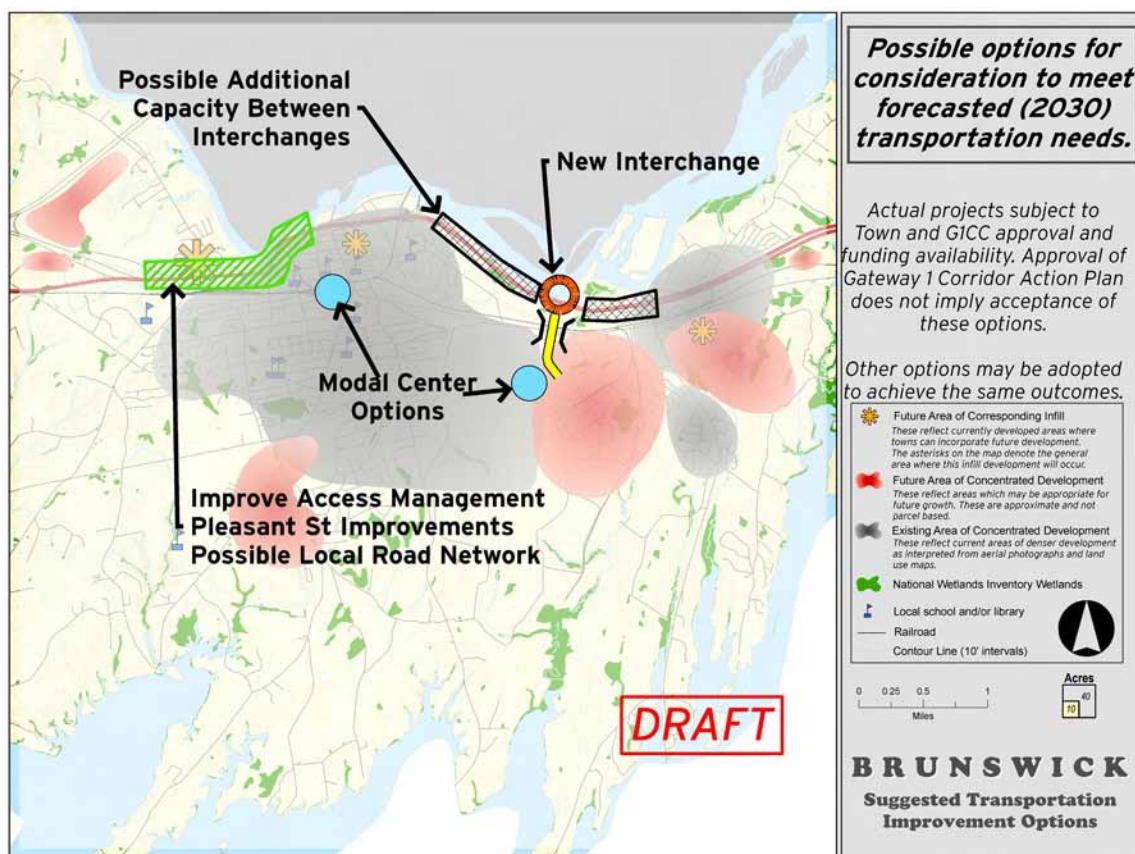 Possible Additional
Capacity Between
Interchanges
New Interchange
Modal Center
Options
Improve Access Management
Pleasant St Improvements
Possible Local Road Network
DRAFT
Possible options for
consideration to meet
forecasted (2030)
transportation needs.
Actual projects subject to
Town and G1CC approval and
funding availability. Approval of
Gateway 1 Corridor Action Plan
does not imply acceptance of
these options.
Other options may be adopted
to achieve the same outcomes.
Future Area of Corresponding Infill
These reflect currently developed areas where
towns can incorporate future development.
The asterisks on the map denote the general
area where this infill development will occur.
Future Area of Concentrated Development
These reflect areas which may be appropriate for
future growth. These are approximate and not
parcel based.
Existing Area of Concentrated Development
These reflect current areas of denser development
as interpreted from aerial photographs and land
use maps.
National Wetlands Inventory Wetlands
Local school and/or library
Railroad
Contour Line (10' intervals)
0 0.25 0.5 1
Miles
Acres
40
10
BRUNSWICK
Suggested Transportation
Improvement Options